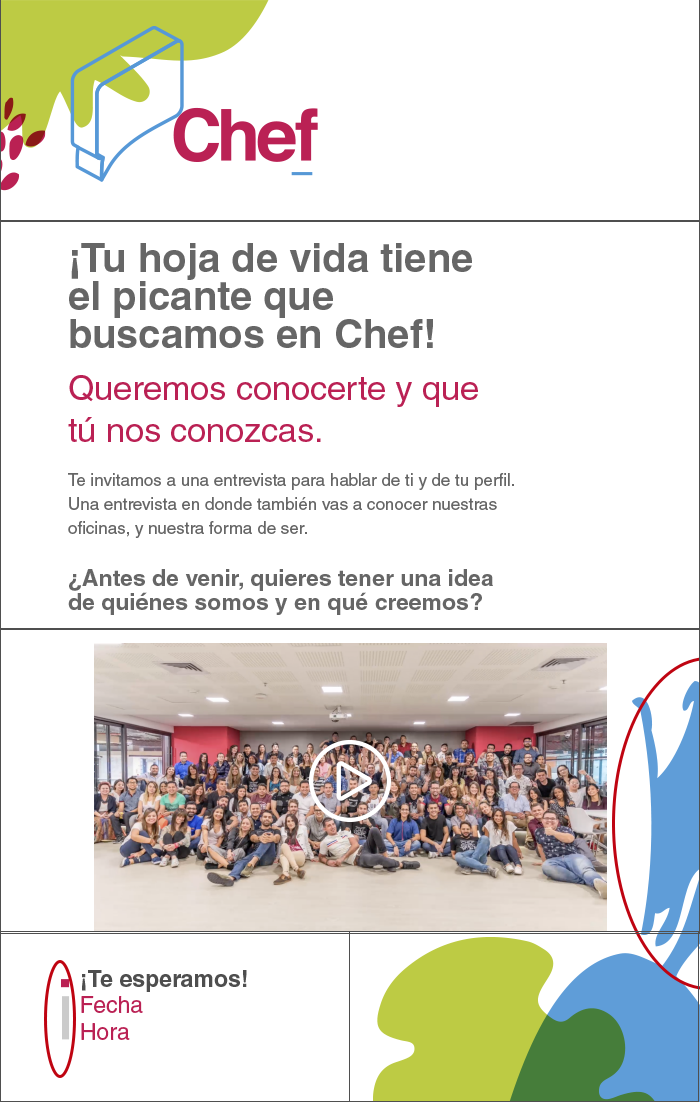 Chef
¡Tu hoja de vida tiene
el picante que
buscamos en Chef!
Queremos conocerte y que
tú nos conozcas.
Te invitamos a una entrevista para hablar de ti y de tu perfil.
Una entrevista en donde también vas a conocer nuestras
oficinas, y nuestra forma de ser.
¿Antes de venir, quieres tener una idea
de quiénes somos y en qué creemos?
¡Te esperamos!
Fecha
Hora